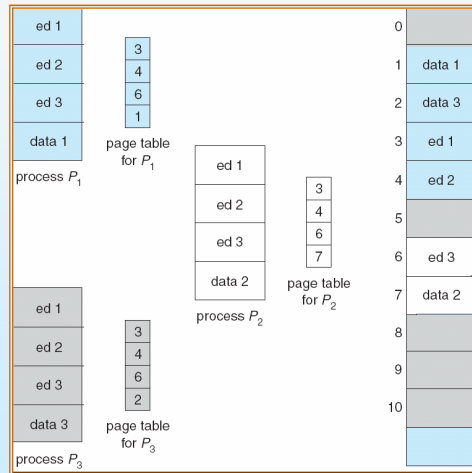 ed 1
ed 2
ed 3
data 1
process P1
3
4
6
1
page table
for P1
ed 1
ed 2
ed 3
data 2
process P2
3
4
6
7
page table
for P2
ed 1
ed 2
ed 3
data 3
process P3
3
4
6
2
page table
for P3
0
1 data 1
2 data 3
3 ed 1
4 ed 2
5
6 ed 3
7 data 2
8
9
10